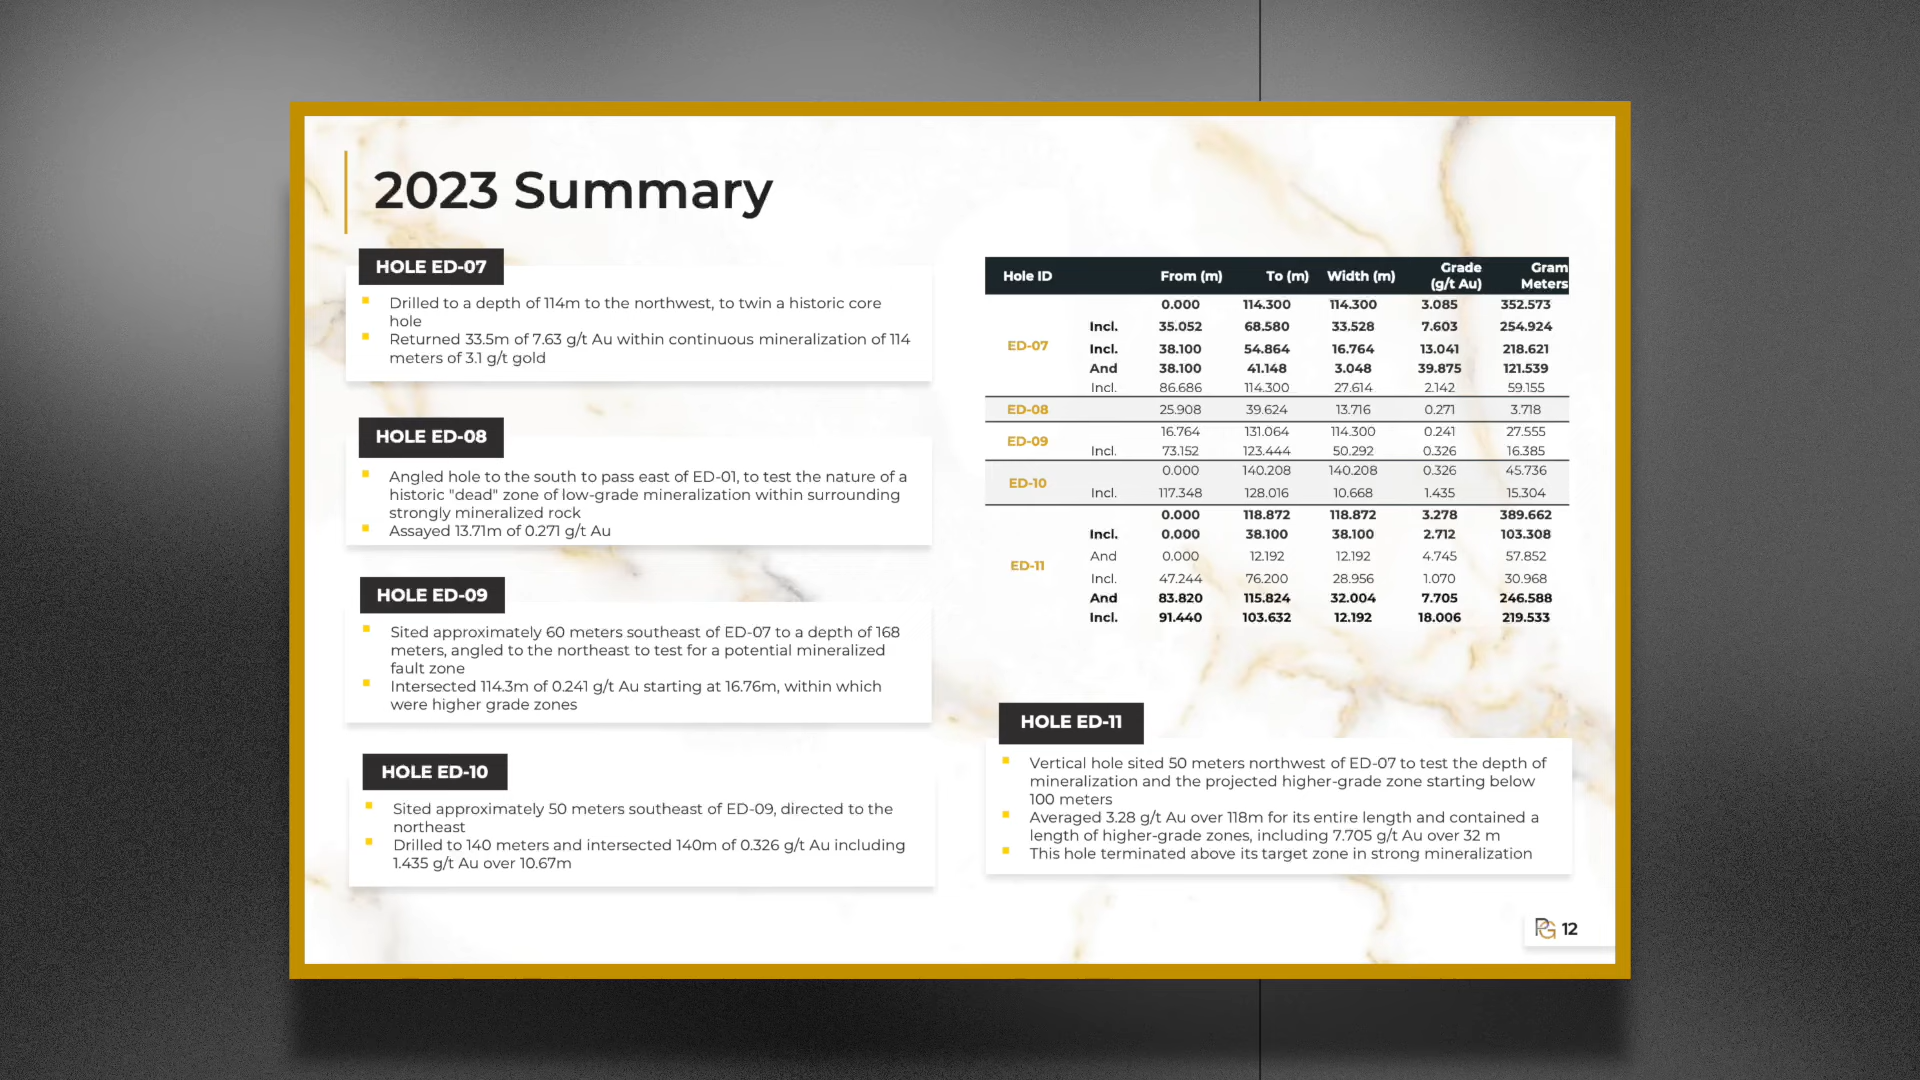 2023 Summary
HOLE ED-07
Drilled to a depth of 114m to the northwest, to twin a historic core
hole
Returned 33.5m of 7.63 g/t Au within continuous mineralization of 114
meters of 3.1 g/t gold
HOLE ED-08
Angled hole to the south to pass east of ED-01, to test the nature of a
historic "dead" zone of low-grade mineralization within surrounding
strongly mineralized rock
Assayed 13.71m of 0.271 g/t Au
HOLE ED-09
Sited approximately 60 meters southeast of ED-07 to a depth of 168
meters, angled to the northeast to test for a potential mineralized
fault zone
Intersected 114.3m of 0.241 g/t Au starting at 16.76m, within which
were higher grade zones
HOLE ED-10
Sited approximately 50 meters southeast of ED-09, directed to the
northeast
Drilled to 140 meters and intersected 140m of 0.326 g/t Au including
1.435 g/t Au over 10.67m
Hole ID From (m) To (m) Width (m) Grade (g/t Au) Gram Meters
0.000 114.300 114.300 3.085 352.573
Incl. 35.052 68.580 33.528 7.603 254.924
ED-07
Incl. 38.100 54.864 16.764 13.041 218.621
And 38.100 41.148 3.048 39.875 121.539
Incl. 86.686 114.300 27.614 2.142 59.155
ED-08 25.908 39.624 13.716 0.271 3.718
16.764 131.064 114.300 0.241 27.555
ED-09
Incl. 73.152 123.444 50.292 0.326 16.385
0.000 140.208 140.208 0.326 45.736
ED-10
Incl. 117.348 128.016 10.668 1.435 15.304
0.000 118.872 118.872 3.278 389.662
Incl. 0.000 38.100 38.100 2.712 103.308
And 0.000 12.192 12.192 4.745 57.852
ED-11
Incl. 47.244 76.200 28.956 1.070 30.968
And 83.820 115.824 32.004 7.705 246.588
Incl. 91.440 103.632 12.192 18.006 219.533
HOLE ED-11
Vertical hole sited 50 meters northwest of ED-07 to test the depth of
mineralization and the projected higher-grade zone starting below
100 meters
Averaged 3.28 g/t Au over 118m for its entire length and contained a
length of higher-grade zones, including 7.705 g/t Au over 32 m
This hole terminated above its target zone in strong mineralization
PG 12